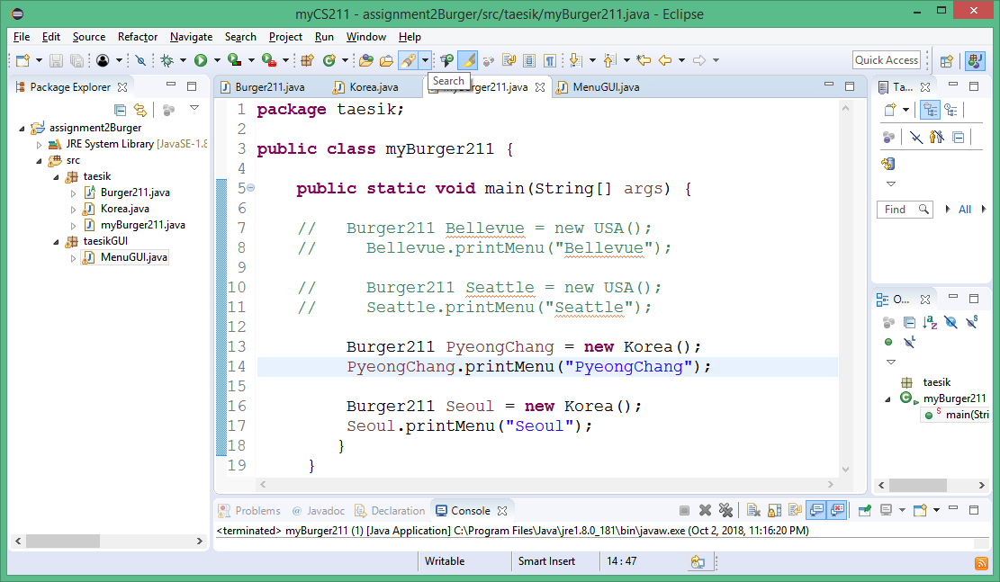 myCS211 - assignment2Burger/src/taesik/myBurger211.java - Eclipse
File Edit Source Refactor Navigate Search Project Run Window Help
Quick Access
Search
Package Explorer
Burger211.java Korea.java myBurger211.java MenuGUI.java
Ta...
assignment2Burger
JRE System Library [JavaSE-1.8
src
taesik
Burger211.java
Korea.java
myBurger211.java
taesikGUI
MenuGUI.java
1 package taesik;
2
3 public class myBurger211 {
4
5 public static void main(String[] args) {
6
7 // Burger211 Bellevue = new USA();
8 // Bellevue.printMenu("Bellevue");
9
10 // Burger211 Seattle = new USA();
11 // Seattle.printMenu("Seattle");
12
13 Burger211 PyeongChang = new Korea();
14 PyeongChang.printMenu("PyeongChang");
15
16 Burger211 Seoul = new Korea();
17 Seoul.printMenu("Seoul");
18 }
19 }
Find All
O...
taesik
myBurger211
main(Stri
Problems @ Javadoc Declaration Console
<terminated> myBurger211 (1) [Java Application] C:\Program Files\Java\jre1.8.0_181\bin\javaw.exe (Oct 2, 2018, 11:16:20 PM)
Writable Smart Insert 14 : 47